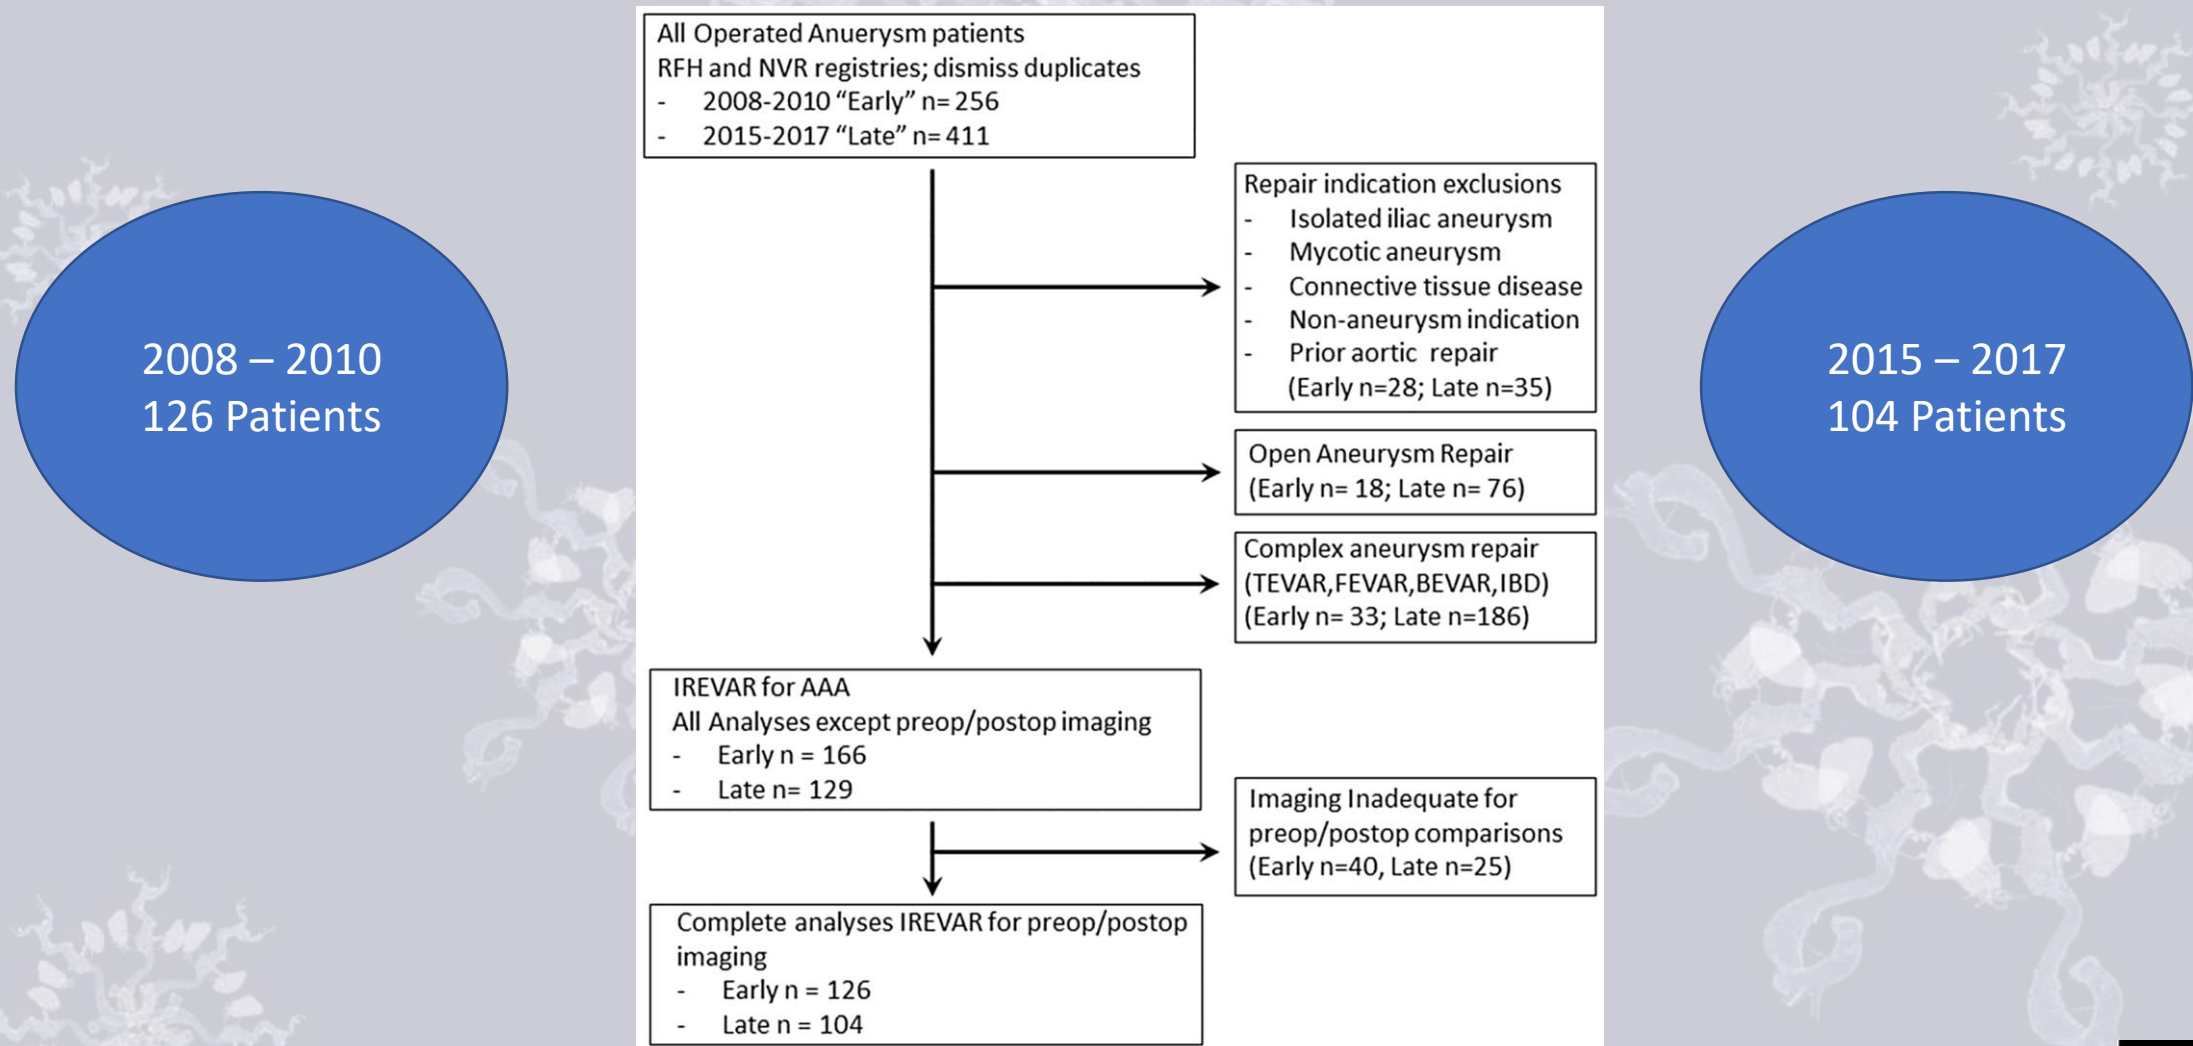 All Operated Anuerysm patients
RFH and NVR registries; dismiss duplicates
- 2008-2010 “Early” n= 256
- 2015-2017 “Late” n= 411
Repair indication exclusions
- Isolated iliac aneurysm
- Mycotic aneurysm
- Connective tissue disease
- Non-aneurysm indication
- Prior aortic repair
(Early n=28; Late n=35)
2008 – 2010
126 Patients
2015 – 2017
104 Patients
Open Aneurysm Repair
(Early n= 18; Late n= 76)
Complex aneurysm repair
(TEVAR,FEVAR,BEVAR,IBD)
(Early n= 33; Late n=186)
IREVAR for AAA
All Analyses except preop/postop imaging
- Early n = 166
- Late n= 129
Imaging Inadequate for
preop/postop comparisons
(Early n=40, Late n=25)
Complete analyses IREVAR for preop/postop
imaging
- Early n = 126
- Late n = 104